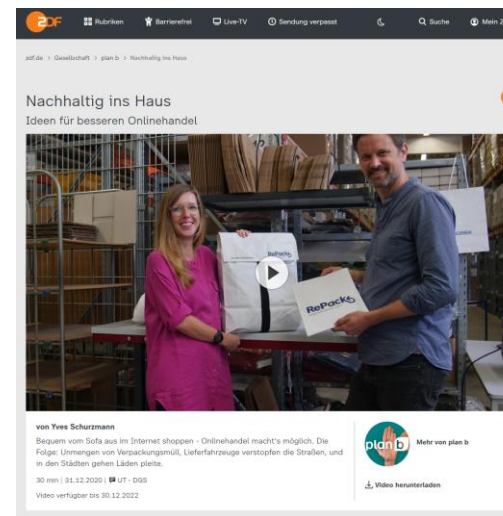 ZDF Rubriken Barrierefrei Live-TV Sendung verpasst Suche Mein Z
zdf.de > Gesellschaft > plan b > Nachhaltig ins Haus
Nachhaltig ins Haus
Ideen für besseren Onlinehandel
RePack
RePack
von Yves Schurzmann
Bequem vom Sofa aus im Internet shoppen - Onlinehandel macht's möglich. Die
Folge: Unmengen von Verpackungsmüll, Lieferfahrzeuge verstopfen die Straßen, und
in den Städten gehen Läden pleite.
30 min | 31.12.2020 | UT - DGS
Video verfügbar bis 30.12.2022
plan b
Mehr von plan b
Video herunterladen